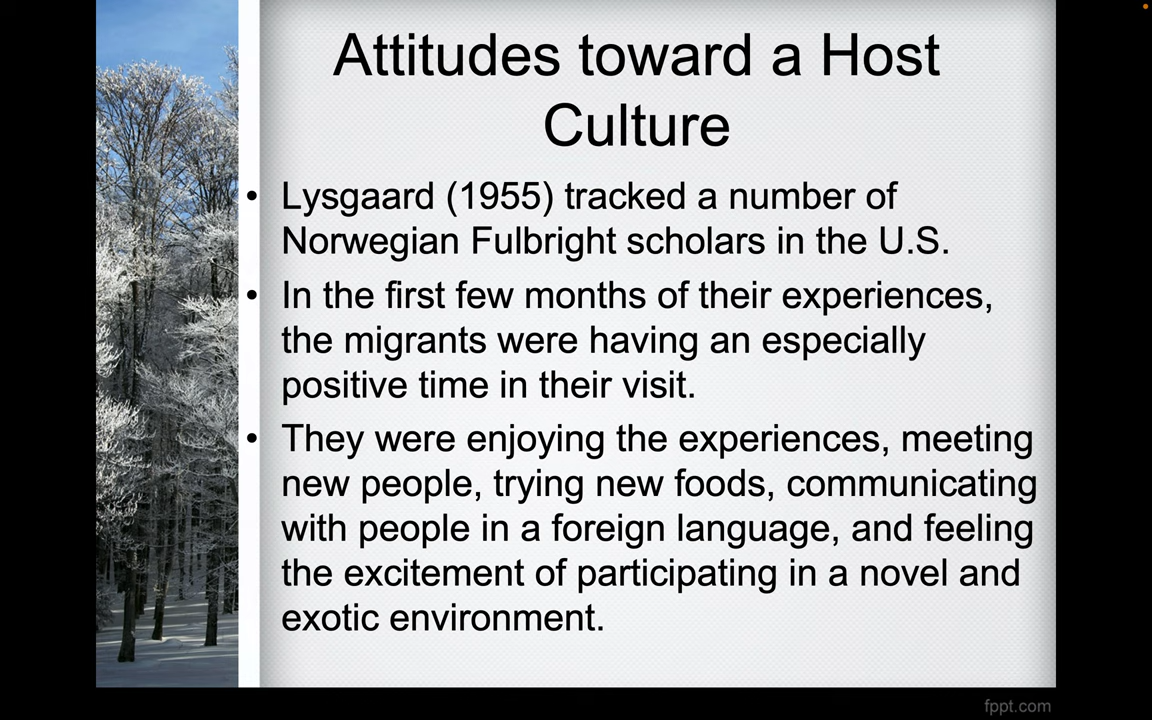 Attitudes toward a Host
Culture
• Lysgaard (1955) tracked a number of
Norwegian Fulbright scholars in the U.S.
• In the first few months of their experiences,
the migrants were having an especially
positive time in their visit.
• They were enjoying the experiences, meeting
new people, trying new foods, communicating
with people in a foreign language, and feeling
the excitement of participating in a novel and
exotic environment.
fppt.com